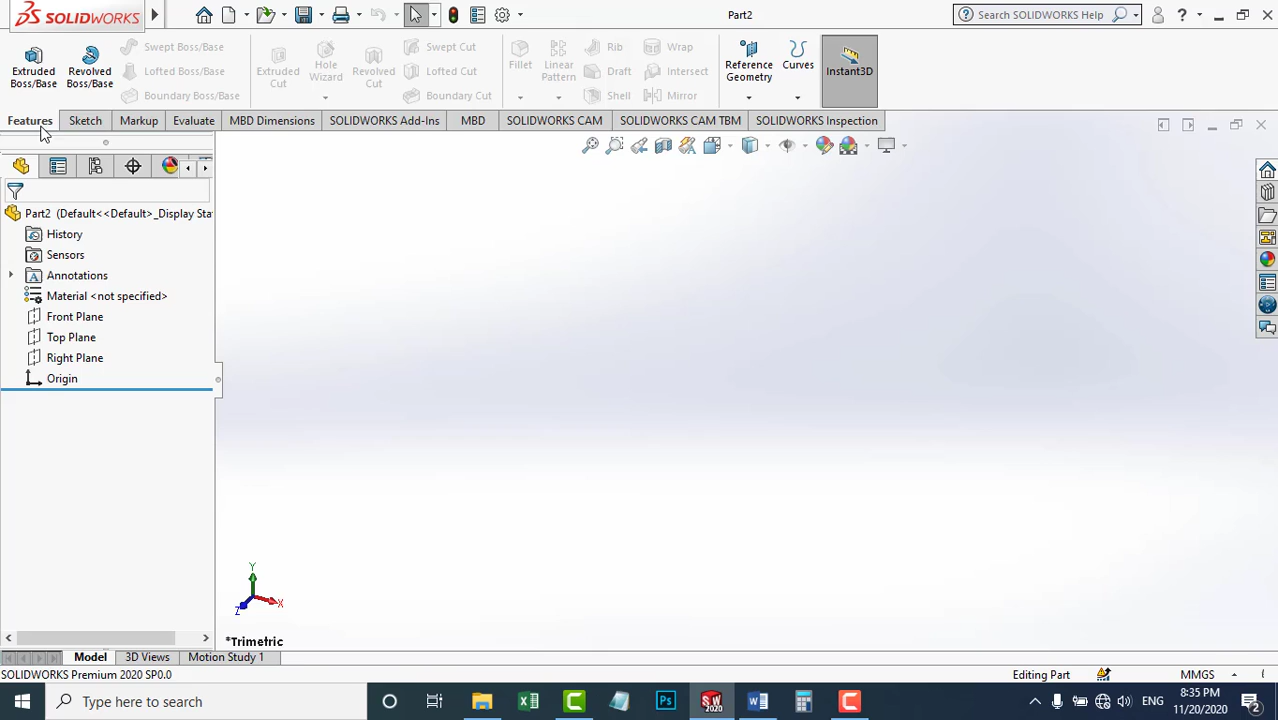 SOLIDWORKS
Part2
Search SOLIDWORKS Help
Extruded Boss/Base
Revolved Boss/Base
Swept Boss/Base
Lofted Boss/Base
Boundary Boss/Base
Extruded Cut
Hole Wizard
Revolved Cut
Swept Cut
Lofted Cut
Boundary Cut
Fillet
Linear Pattern
Rib
Draft
Shell
Wrap
Intersect
Mirror
Reference Geometry
Curves
Instant3D
Features
Sketch
Markup
Evaluate
MBD Dimensions
SOLIDWORKS Add-Ins
MBD
SOLIDWORKS CAM
SOLIDWORKS CAM TBM
SOLIDWORKS Inspection
Part2 (Default<<Default>_Display Sta
History
Sensors
Annotations
Material <not specified>
Front Plane
Top Plane
Right Plane
Origin
Y
X
Z
*Trimetric
Model
3D Views
Motion Study 1
SOLIDWORKS Premium 2020 SP0.0
Editing Part
MMGS
Type here to search
Ps
SW
2020
ENG
8:35 PM
11/20/2020
2